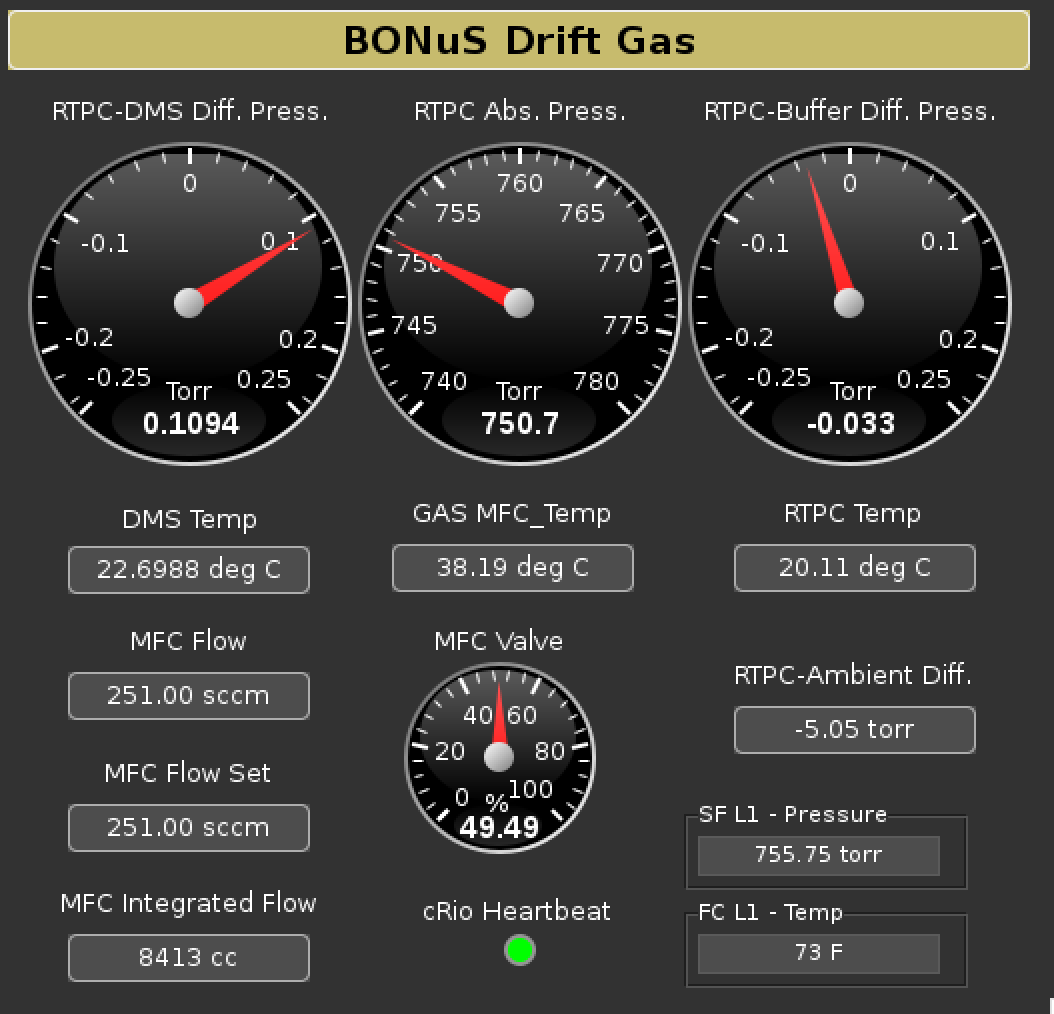 BONuS Drift Gas
RTPC-DMS Diff. Press.
0
-0.1
0.1
-0.2
0.2
-0.25
0.25
Torr
0.1094
RTPC Abs. Press.
760
755
765
750
770
745
775
740
780
Torr
750.7
RTPC-Buffer Diff. Press.
0
-0.1
0.1
-0.2
0.2
-0.25
0.25
Torr
-0.033
DMS Temp
22.6988 deg C
GAS MFC_Temp
38.19 deg C
RTPC Temp
20.11 deg C
MFC Flow
251.00 sccm
MFC Flow Set
251.00 sccm
MFC Integrated Flow
8413 cc
MFC Valve
40 60
20 80
0 100
%
49.49
cRio Heartbeat
RTPC-Ambient Diff.
-5.05 torr
SF L1 - Pressure
755.75 torr
FC L1 - Temp
73 F